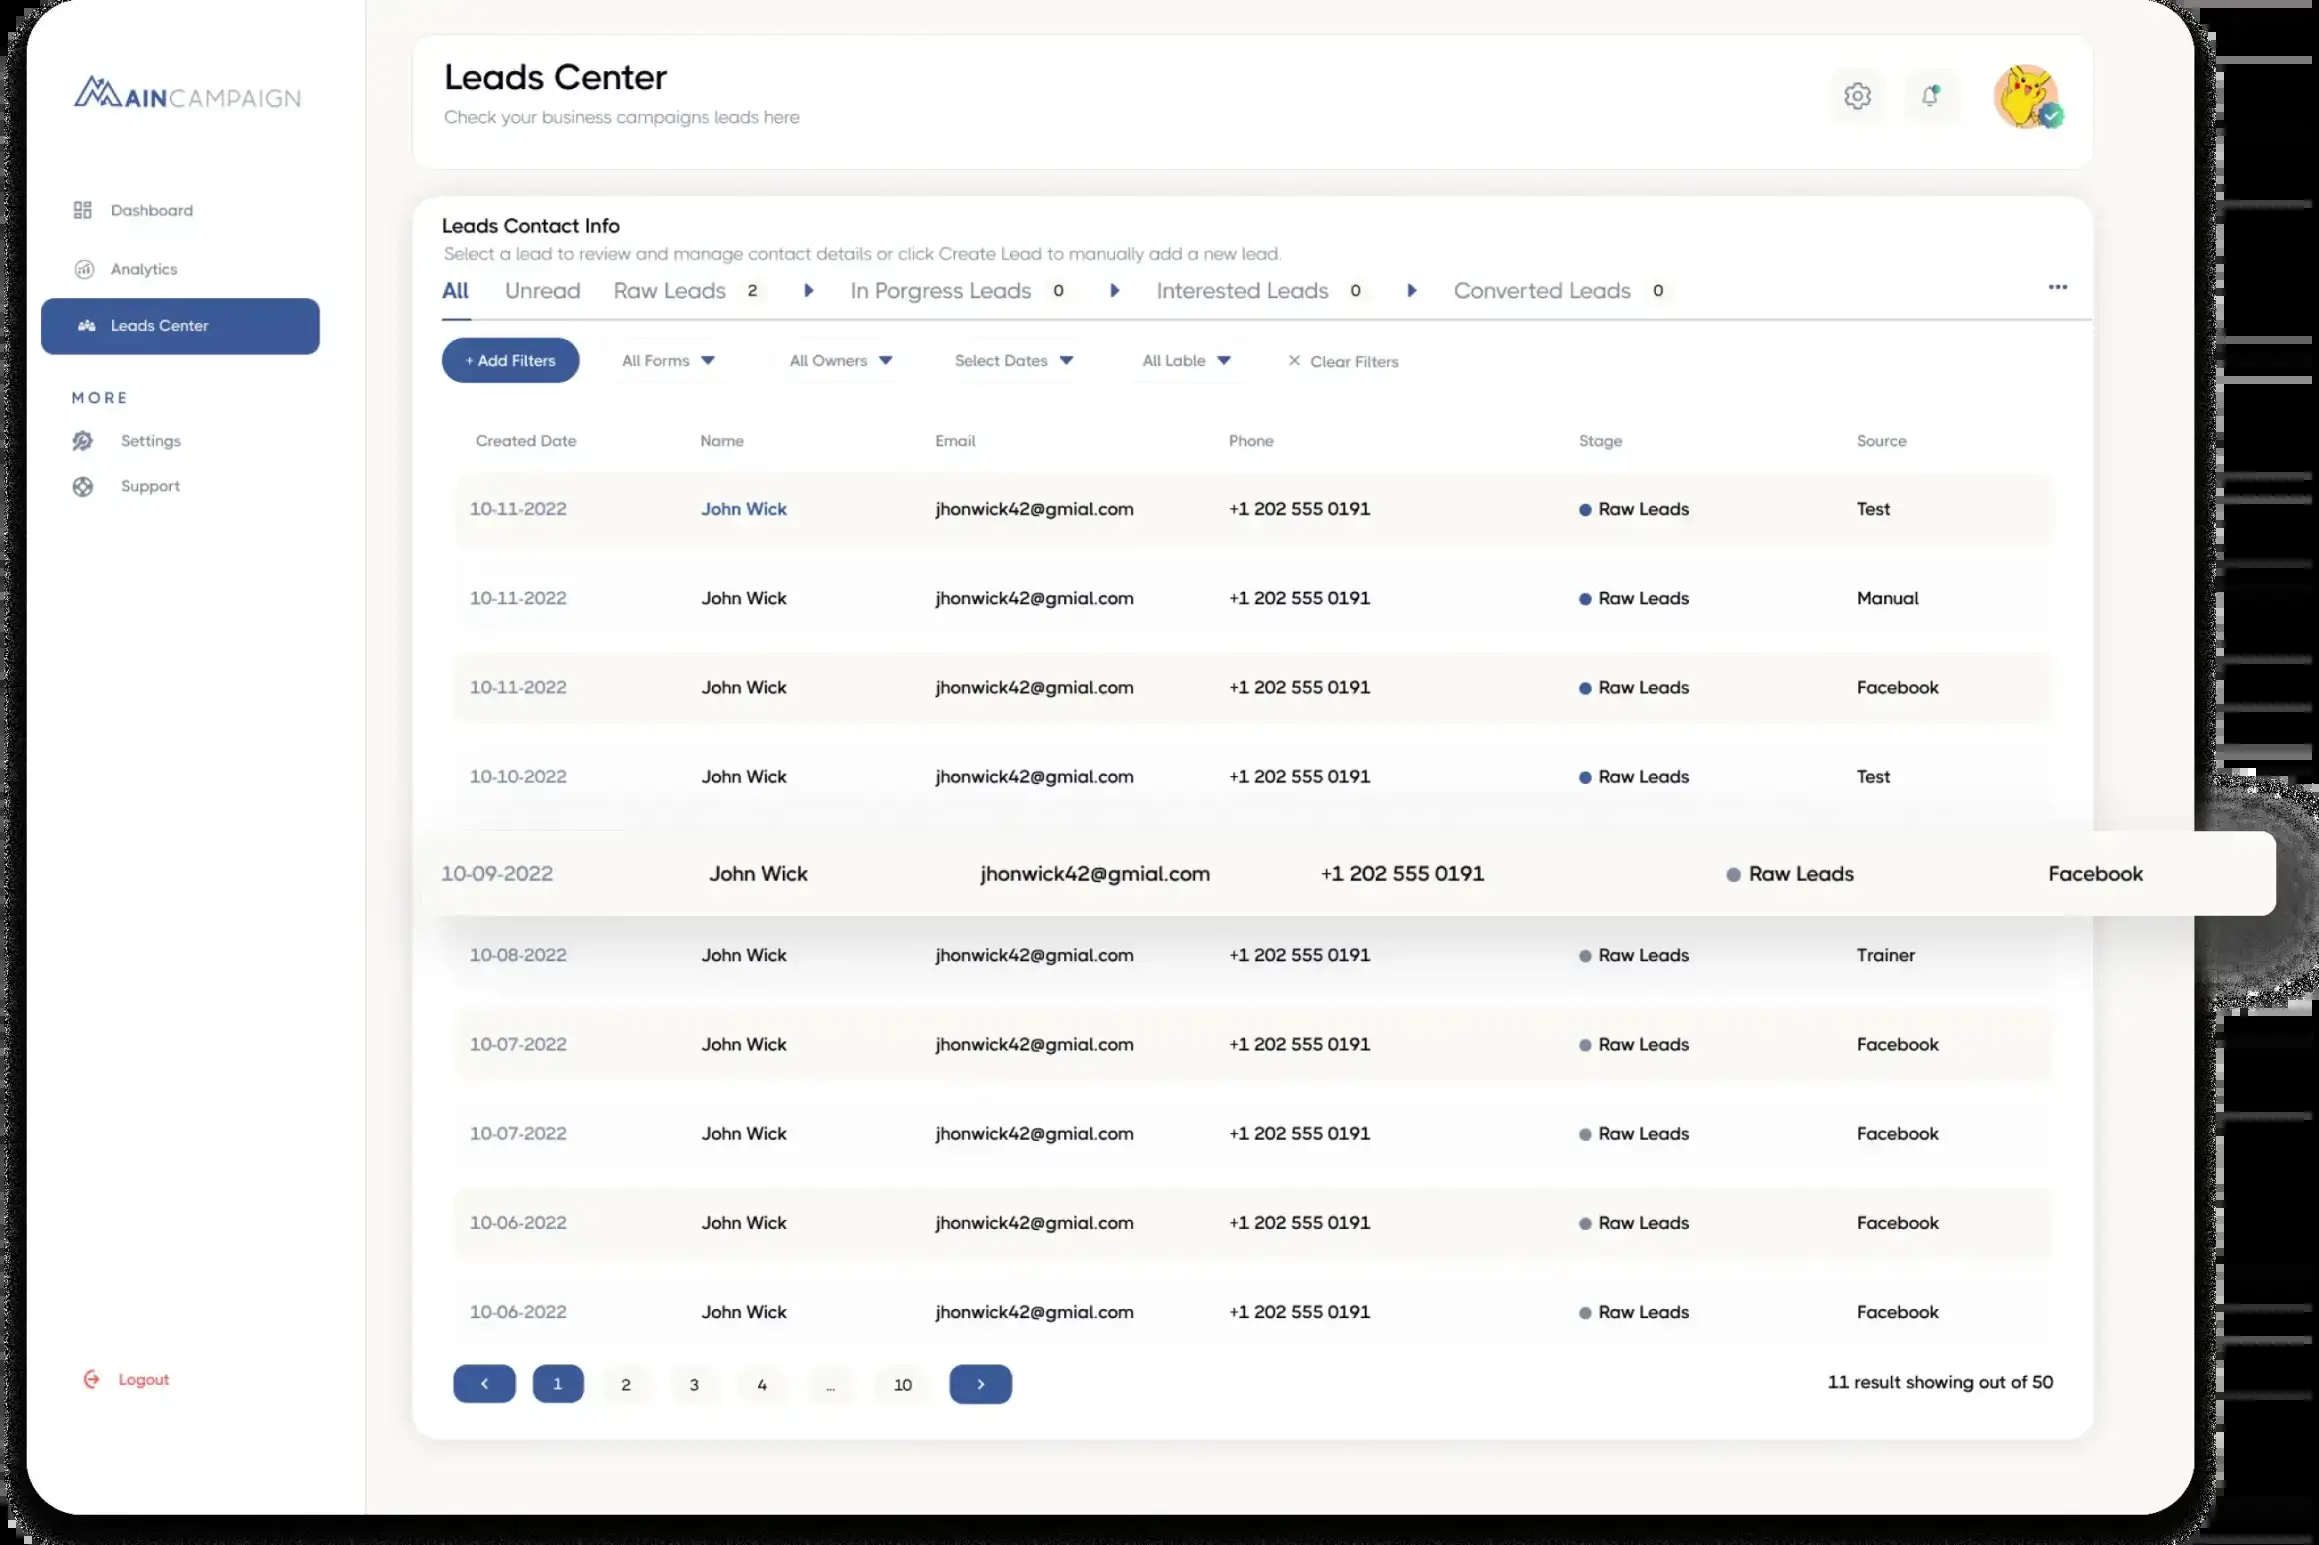 MAINCAMPAIGN
Dashboard
Analytics
Leads Center
MORE
Settings
Support
Logout
Leads Center
Check your business campaigns leads here
Leads Contact Info
Select a lead to review and manage contact details or click Create Lead to manually add a new lead.
All Unread Raw Leads 2 In Porgress Leads 0 Interested Leads 0 Converted Leads 0
+ Add Filters All Forms All Owners Select Dates All Lable Clear Filters
Created Date Name Email Phone Stage Source
10-11-2022 John Wick jhonwick42@gmial.com +1 202 555 0191 Raw Leads Test
10-11-2022 John Wick jhonwick42@gmial.com +1 202 555 0191 Raw Leads Manual
10-11-2022 John Wick jhonwick42@gmial.com +1 202 555 0191 Raw Leads Facebook
10-10-2022 John Wick jhonwick42@gmial.com +1 202 555 0191 Raw Leads Test
10-09-2022 John Wick jhonwick42@gmial.com +1 202 555 0191 Raw Leads Facebook
10-08-2022 John Wick jhonwick42@gmial.com +1 202 555 0191 Raw Leads Trainer
10-07-2022 John Wick jhonwick42@gmial.com +1 202 555 0191 Raw Leads Facebook
10-07-2022 John Wick jhonwick42@gmial.com +1 202 555 0191 Raw Leads Facebook
10-06-2022 John Wick jhonwick42@gmial.com +1 202 555 0191 Raw Leads Facebook
10-06-2022 John Wick jhonwick42@gmial.com +1 202 555 0191 Raw Leads Facebook
1 2 3 4 ... 10
11 result showing out of 50